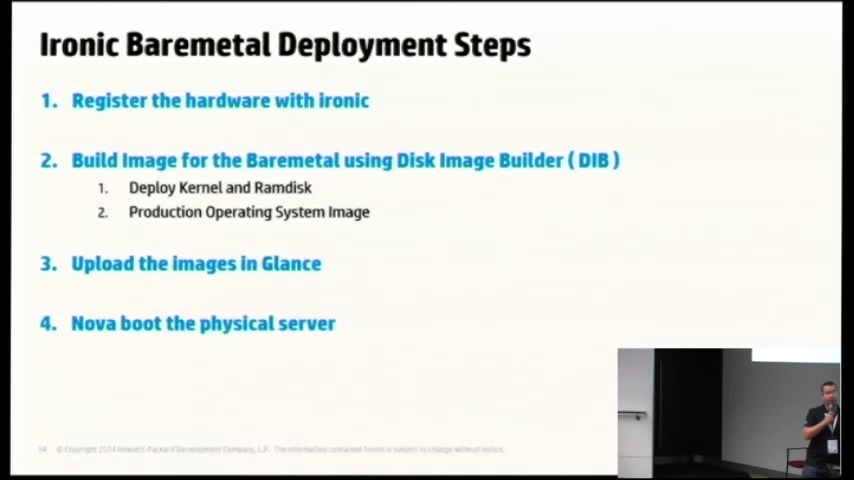 Ironic Baremetal Deployment Steps
1. Register the hardware with ironic
2. Build Image for the Baremetal using Disk Image Builder ( DIB )
1. Deploy Kernel and Ramdisk
2. Production Operating System Image
3. Upload the images in Glance
4. Nova boot the physical server
14 © Copyright 2014 Hewlett-Packard Development Company, L.P. The information contained herein is subject to change without notice.